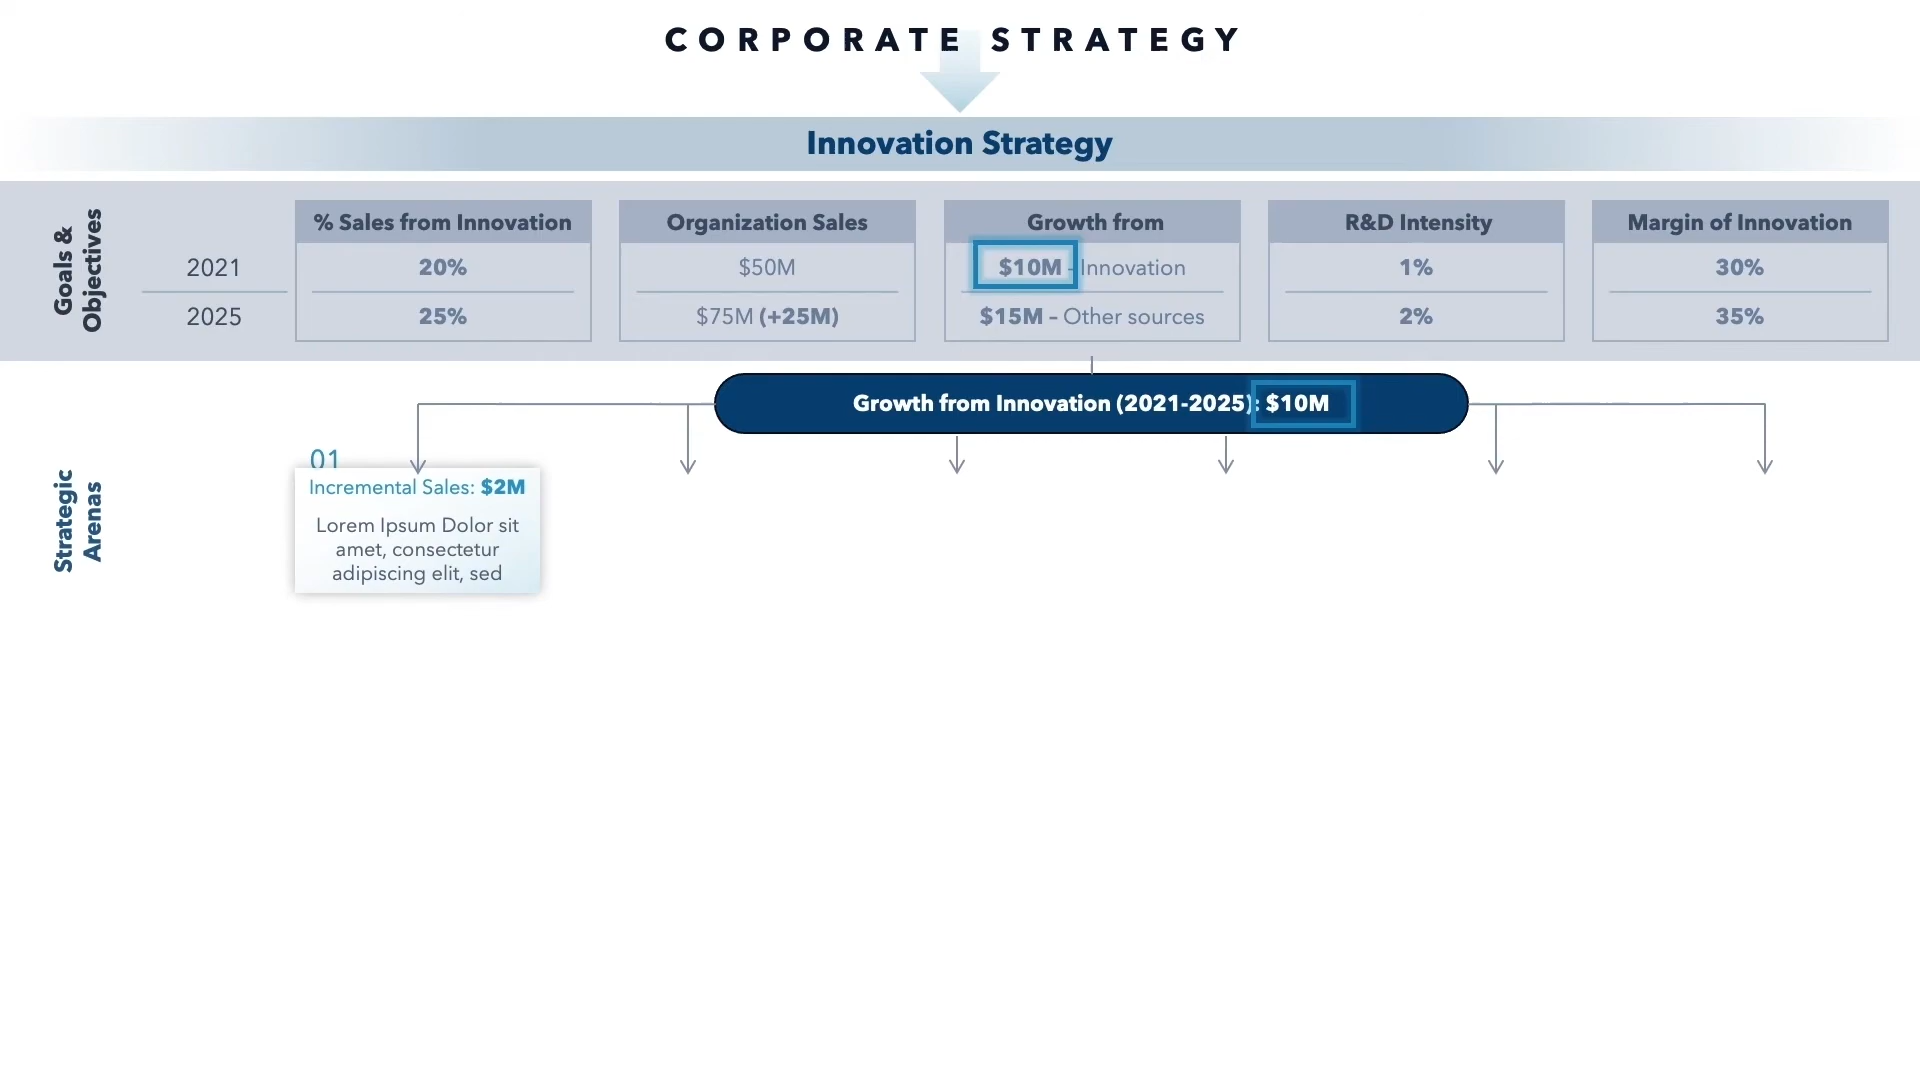 CORPORATE STRATEGY
Innovation Strategy
Goals &
Objectives
% Sales from Innovation
Organization Sales
Growth from
R&D Intensity
Margin of Innovation
2021
20%
$50M
$10M - Innovation
1%
30%
2025
25%
$75M (+25M)
$15M – Other sources
2%
35%
Growth from Innovation (2021-2025): $10M
Strategic
Arenas
01
Incremental Sales: $2M
Lorem Ipsum Dolor sit
amet, consectetur
adipiscing elit, sed